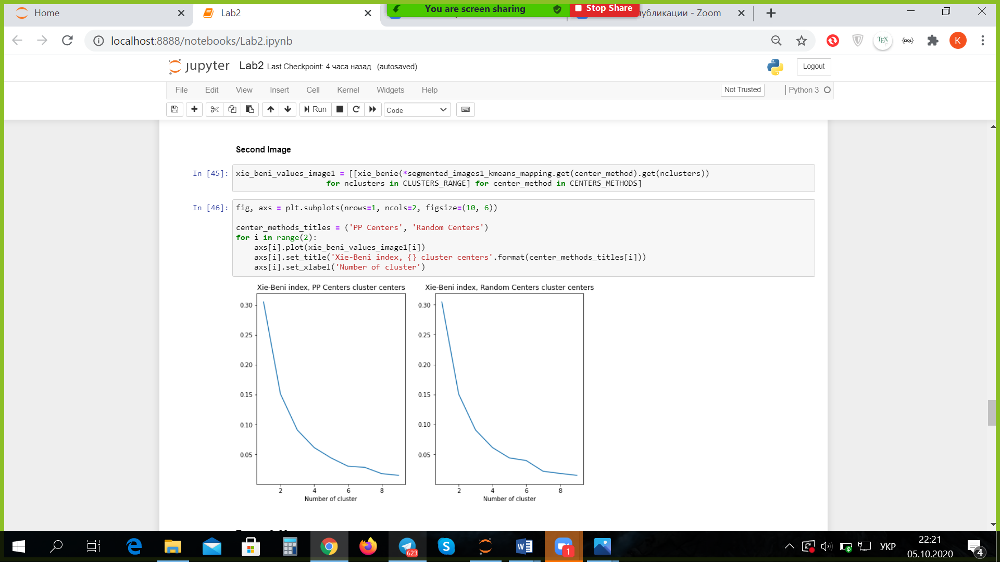 Home
Lab2
You are screen sharing
Stop Share
убликации - Zoom
localhost:8888/notebooks/Lab2.ipynb
TEX
{CIQL}
K
jupyter Lab2 Last Checkpoint: 4 часа назад (autosaved)
Logout
File Edit View Insert Cell Kernel Widgets Help
Not Trusted
Python 3
Run
Code
Second Image
In [45]: xie_beni_values_image1 = [[xie_benie(*segmented_images1_kmeans_mapping.get(center_method).get(nclusters))
for nclusters in CLUSTERS_RANGE] for center_method in CENTERS_METHODS]
In [46]: fig, axs = plt.subplots(nrows=1, ncols=2, figsize=(10, 6))
center_methods_titles = ('PP Centers', 'Random Centers')
for i in range(2):
axs[i].plot(xie_beni_values_image1[i])
axs[i].set_title('Xie-Beni index, {} cluster centers'.format(center_methods_titles[i]))
axs[i].set_xlabel('Number of cluster')
Xie-Beni index, PP Centers cluster centers
0.30
0.25
0.20
0.15
0.10
0.05
2 4 6 8
Number of cluster
Xie-Beni index, Random Centers cluster centers
0.30
0.25
0.20
0.15
0.10
0.05
2 4 6 8
Number of cluster
623
1
УКР
22:21
05.10.2020
4